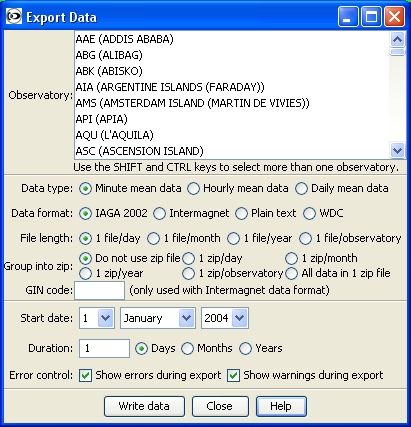 Export Data
Observatory:
AAE (ADDIS ABABA)
ABG (ALIBAG)
ABK (ABISKO)
AIA (ARGENTINE ISLANDS (FARADAY))
AMS (AMSTERDAM ISLAND (MARTIN DE VIVIES))
API (APIA)
AQU (L'AQUILA)
ASC (ASCENSION ISLAND)
Use the SHIFT and CTRL keys to select more than one observatory.
Data type: Minute mean data Hourly mean data Daily mean data
Data format: IAGA 2002 Intermagnet Plain text WDC
File length: 1 file/day 1 file/month 1 file/year 1 file/observatory
Group into zip: Do not use zip file 1 zip/day 1 zip/month
1 zip/year 1 zip/observatory All data in 1 zip file
GIN code: (only used with Intermagnet data format)
Start date: 1 January 2004
Duration: 1 Days Months Years
Error control: Show errors during export Show warnings during export
Write data Close Help